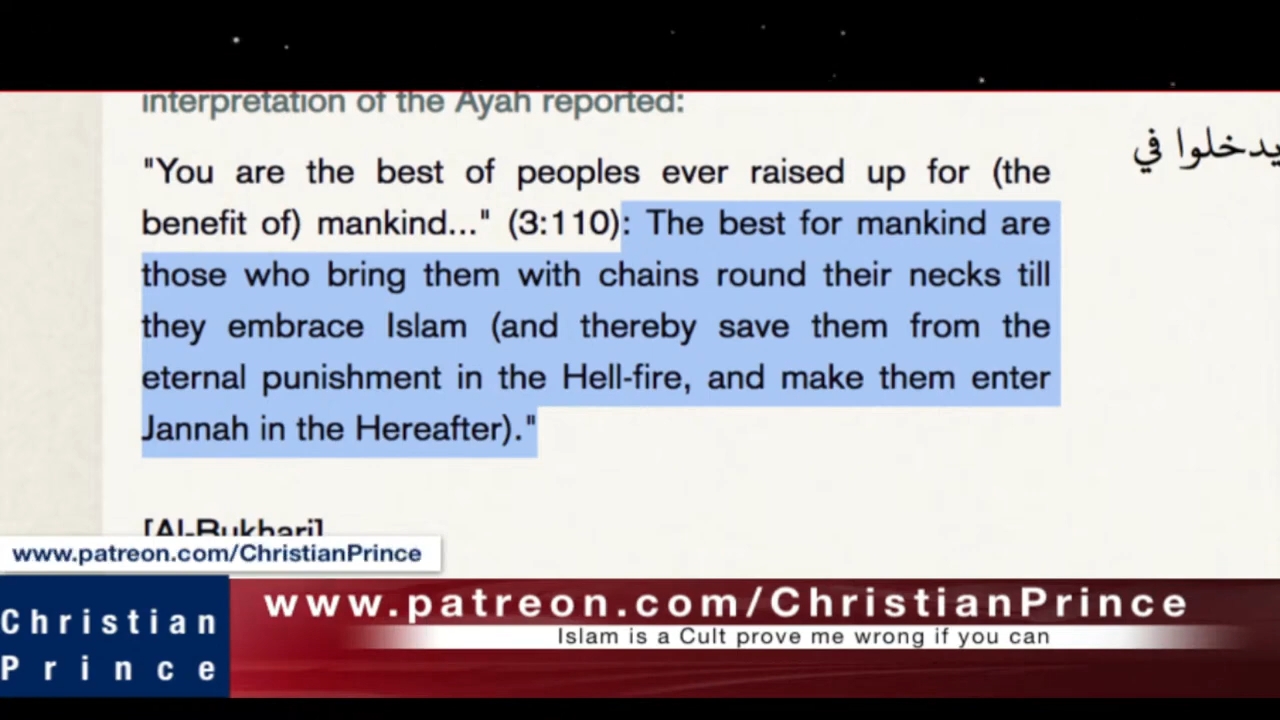 interpretation of the Ayah reported:
"You are the best of peoples ever raised up for (the
benefit of) mankind..." (3:110): The best for mankind are
those who bring them with chains round their necks till
they embrace Islam (and thereby save them from the
eternal punishment in the Hell-fire, and make them enter
Jannah in the Hereafter)."
يدخلوا في
[Al-Bukhari]
www.patreon.com/ChristianPrince
Christian
Prince
www.patreon.com/ChristianPrince
Islam is a Cult prove me wrong if you can